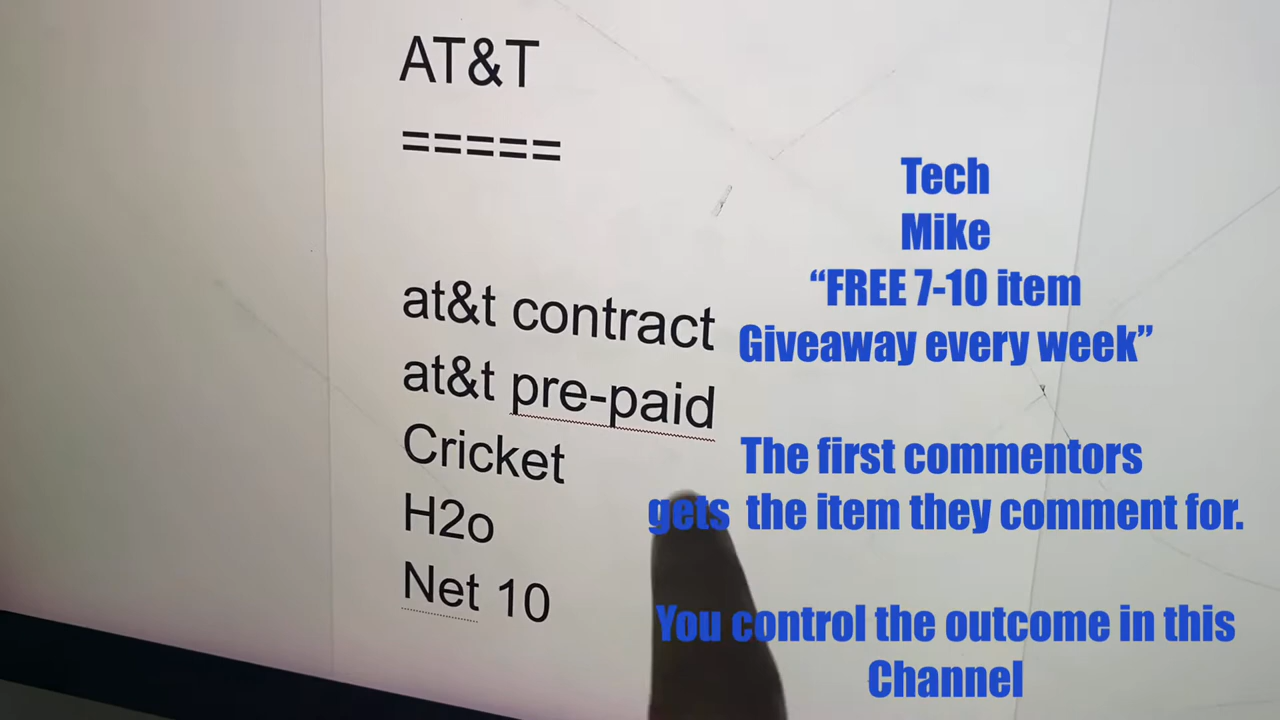 AT&T
=====
at&t contract
at&t pre-paid
Cricket
H2o
Net 10
Tech
Mike
“FREE 7-10 item
Giveaway every week”
The first commentors
gets the item they comment for.
You control the outcome in this
Channel